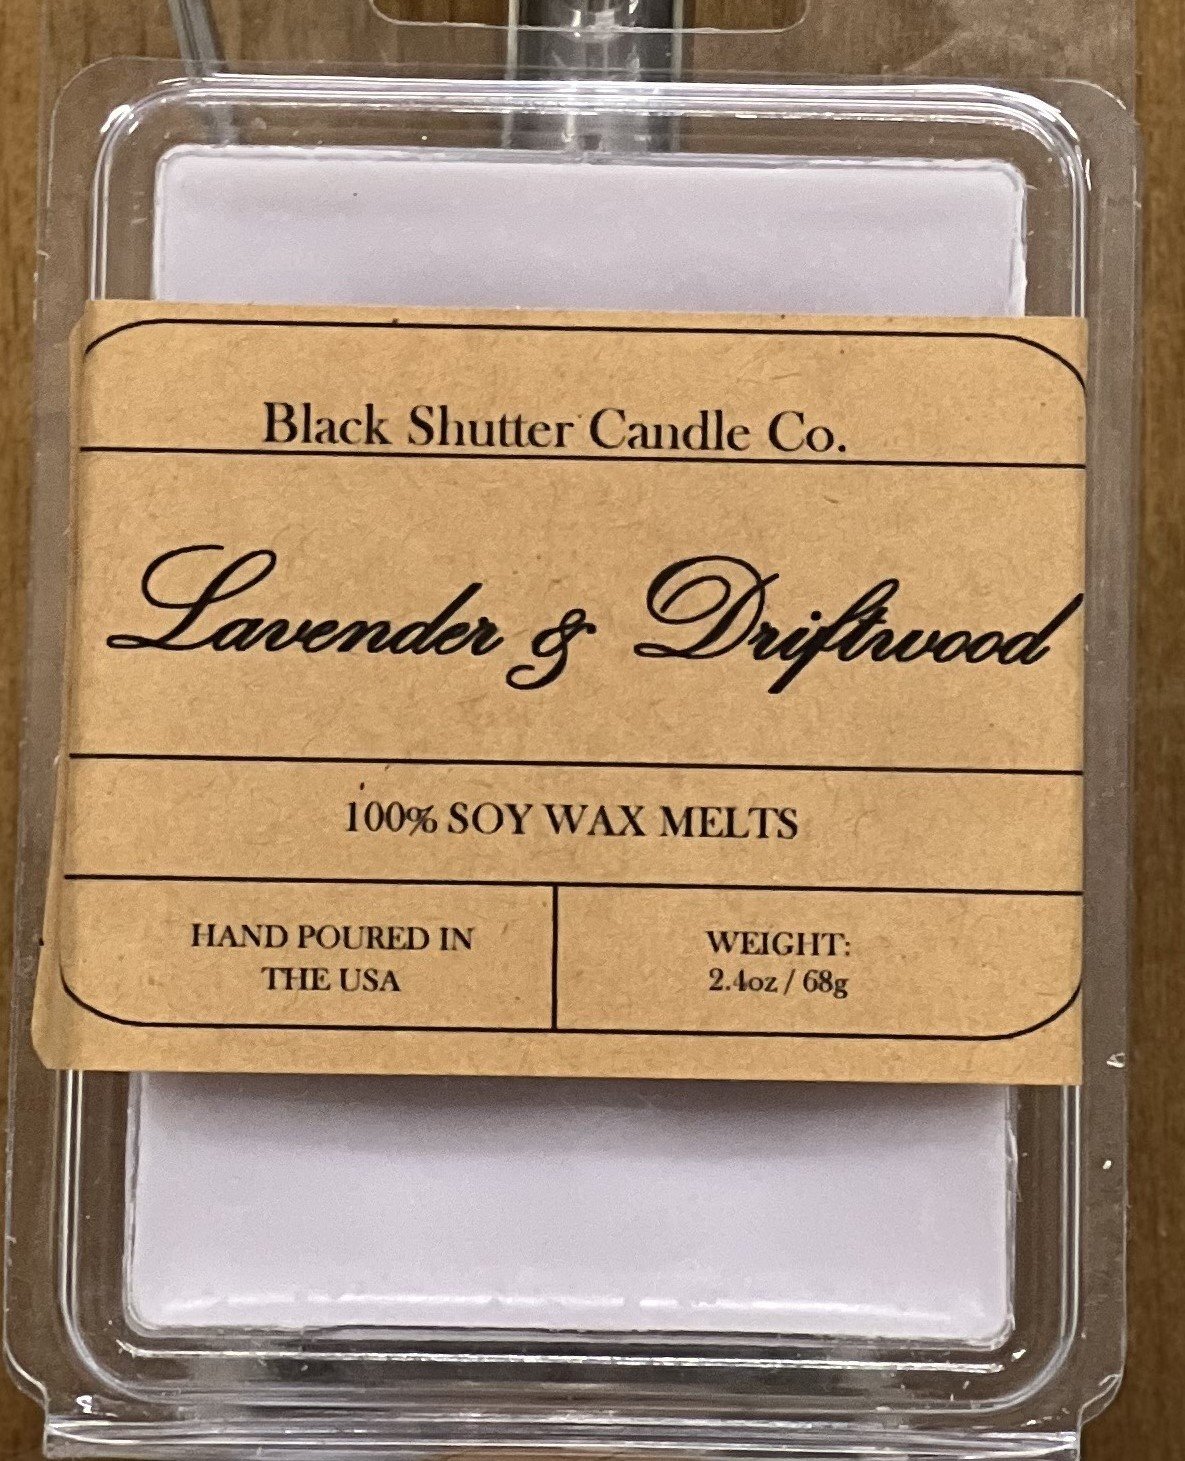 Black Shutter Candle Co.
Lavender & Driftwood
100% SOY WAX MELTS
HAND POURED IN
THE USA
WEIGHT:
2.4oz / 68g